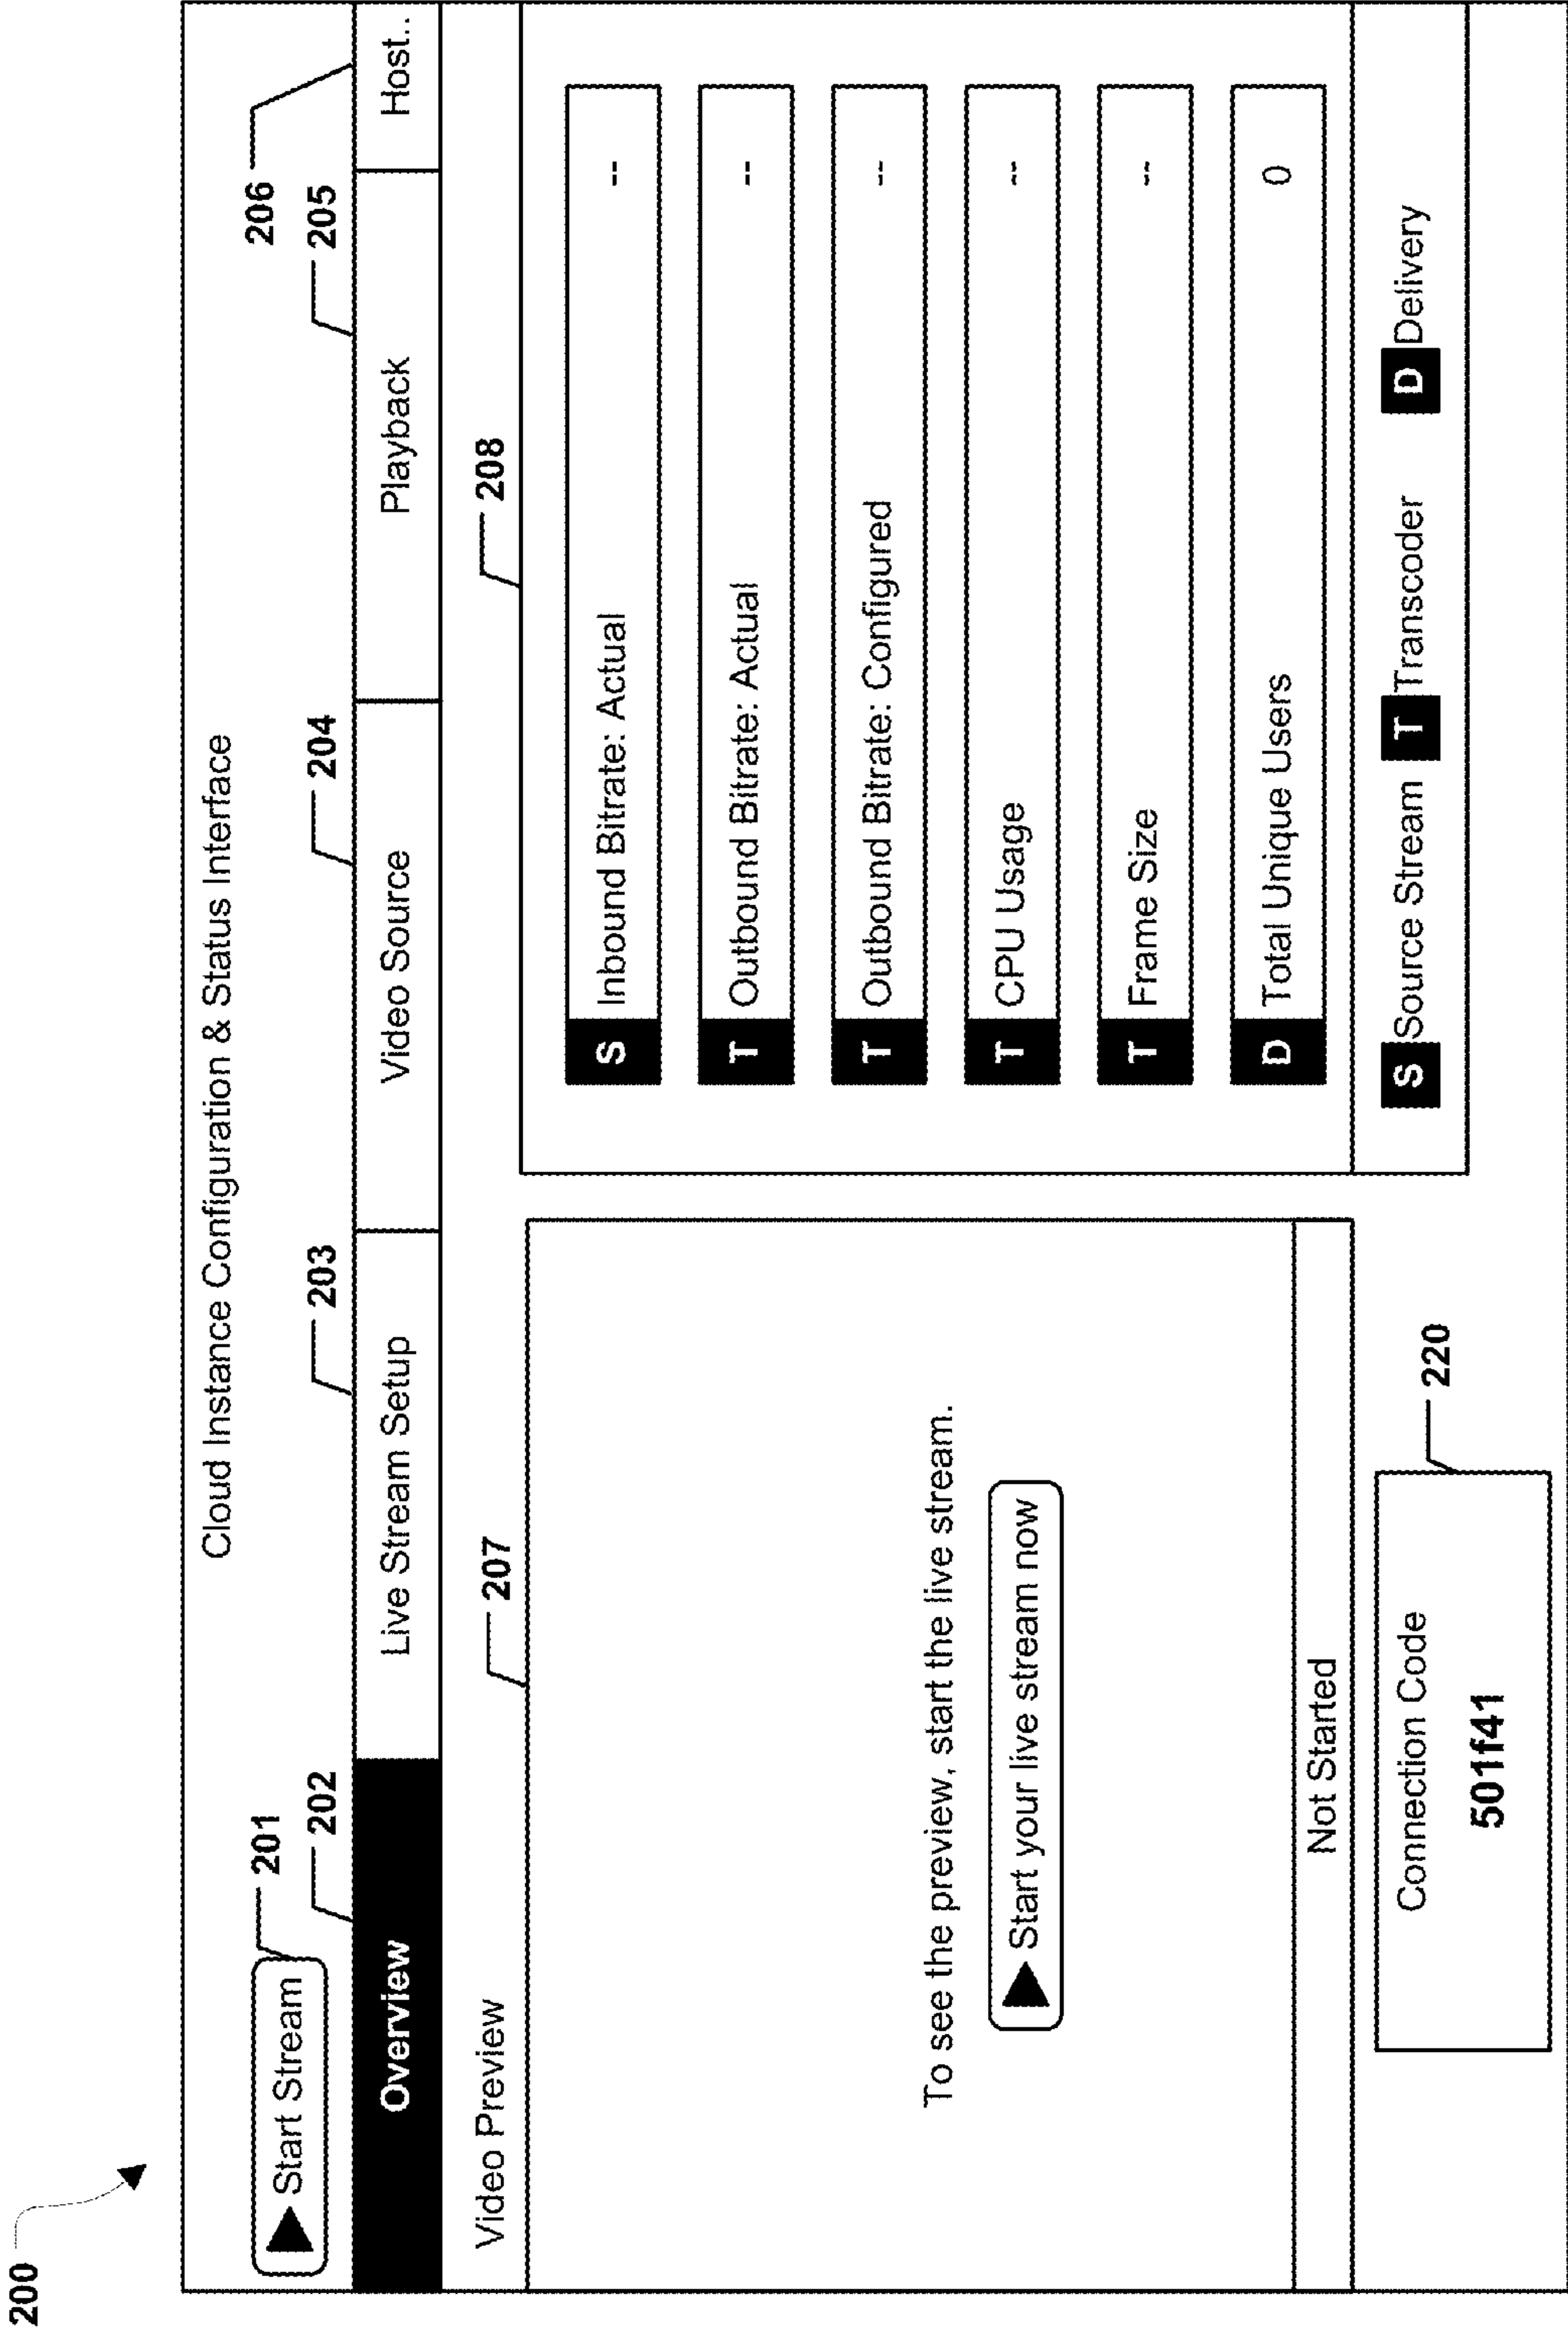 200
Cloud Instance Configuration & Status Interface
Start Stream
201
202
203
204
205
206
Overview
Live Stream Setup
Video Source
Playback
Host..
Video Preview
207
208
To see the preview, start the live stream.
Start your live stream now
Not Started
S Inbound Bitrate: Actual --
T Outbound Bitrate: Actual --
T Outbound Bitrate: Configured --
T CPU Usage --
T Frame Size --
D Total Unique Users 0
S Source Stream T Transcoder D Delivery
Connection Code
501f41
220